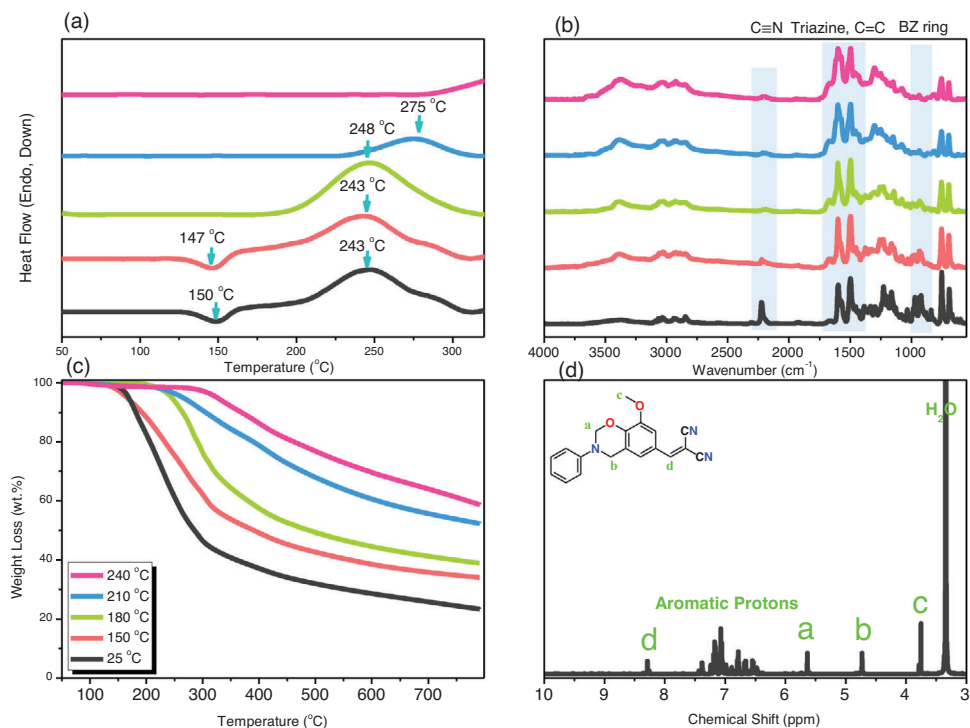 (a)
Heat Flow (Endo, Down)
275 °C
248 °C
243 °C
147 °C
243 °C
150 °C
50
100
150
200
250
300
Temperature (°C)
C≡N Triazine, C=C BZ ring
(b)
4000
3500
3000
2500
2000
1500
1000
Wavenumber (cm⁻¹)
(c)
Weight Loss (wt.%)
100
80
60
40
20
0
240 °C
210 °C
180 °C
150 °C
25 °C
100
200
300
400
500
600
700
Temperature (°C)
(d)
H₂O
c
O
a
O
CN
N
CN
b
d
Aromatic Protons
d
a
b
c
10
9
8
7
6
5
4
3
Chemical Shift (ppm)